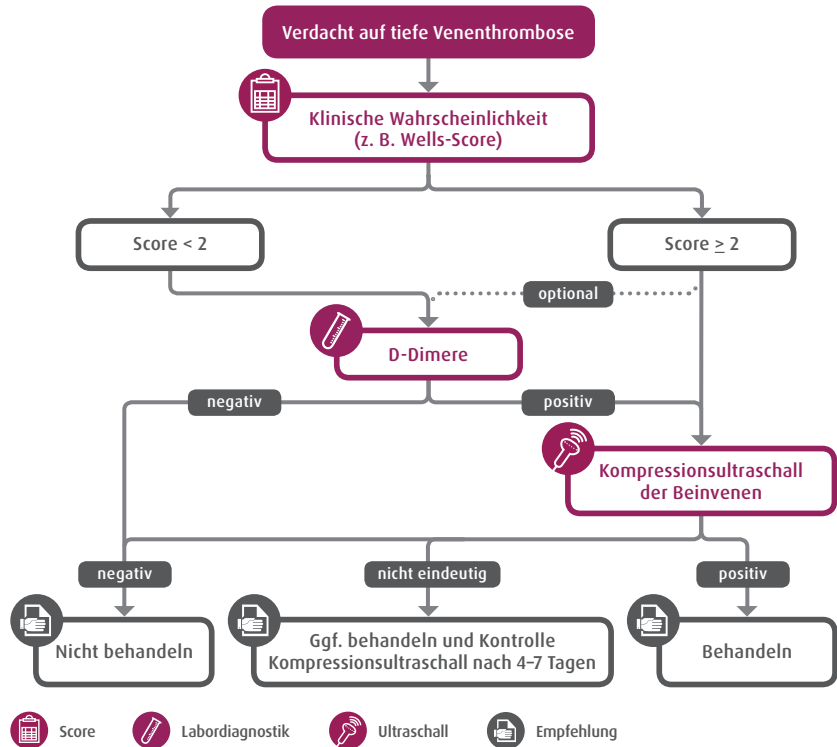 Verdacht auf tiefe Venenthrombose
Klinische Wahrscheinlichkeit
(z. B. Wells-Score)
Score < 2
Score ≥ 2
optional
D-Dimere
negativ
positiv
Kompressionsultraschall
der Beinvenen
negativ
nicht eindeutig
positiv
Nicht behandeln
Ggf. behandeln und Kontrolle
Kompressionsultraschall nach 4–7 Tagen
Behandeln
Score
Labordiagnostik
Ultraschall
Empfehlung